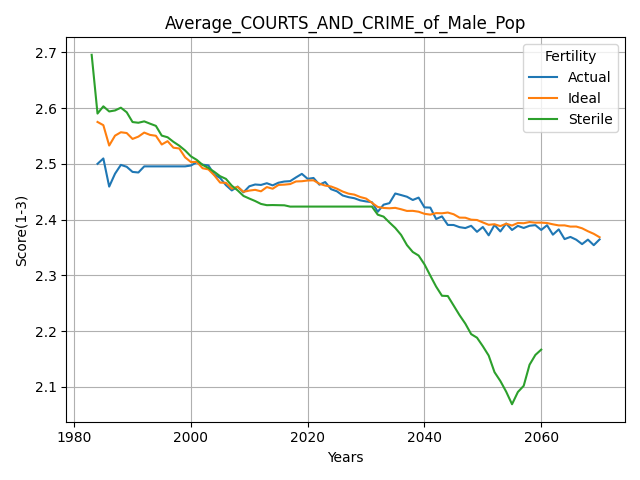 Average_COURTS_AND_CRIME_of_Male_Pop
Fertility
Actual
Ideal
Sterile
Score(1-3)
2.7
2.6
2.5
2.4
2.3
2.2
2.1
1980 2000 2020 2040 2060
Years